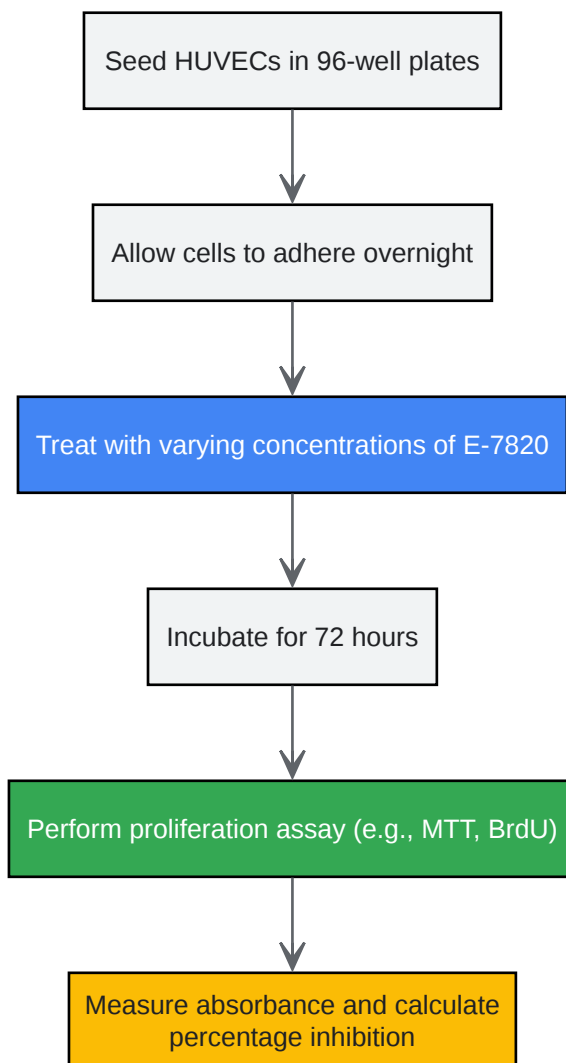 Seed HUVECs in 96-well plates
Allow cells to adhere overnight
Treat with varying concentrations of E-7820
Incubate for 72 hours
Perform proliferation assay (e.g., MTT, BrdU)
Measure absorbance and calculate
percentage inhibition